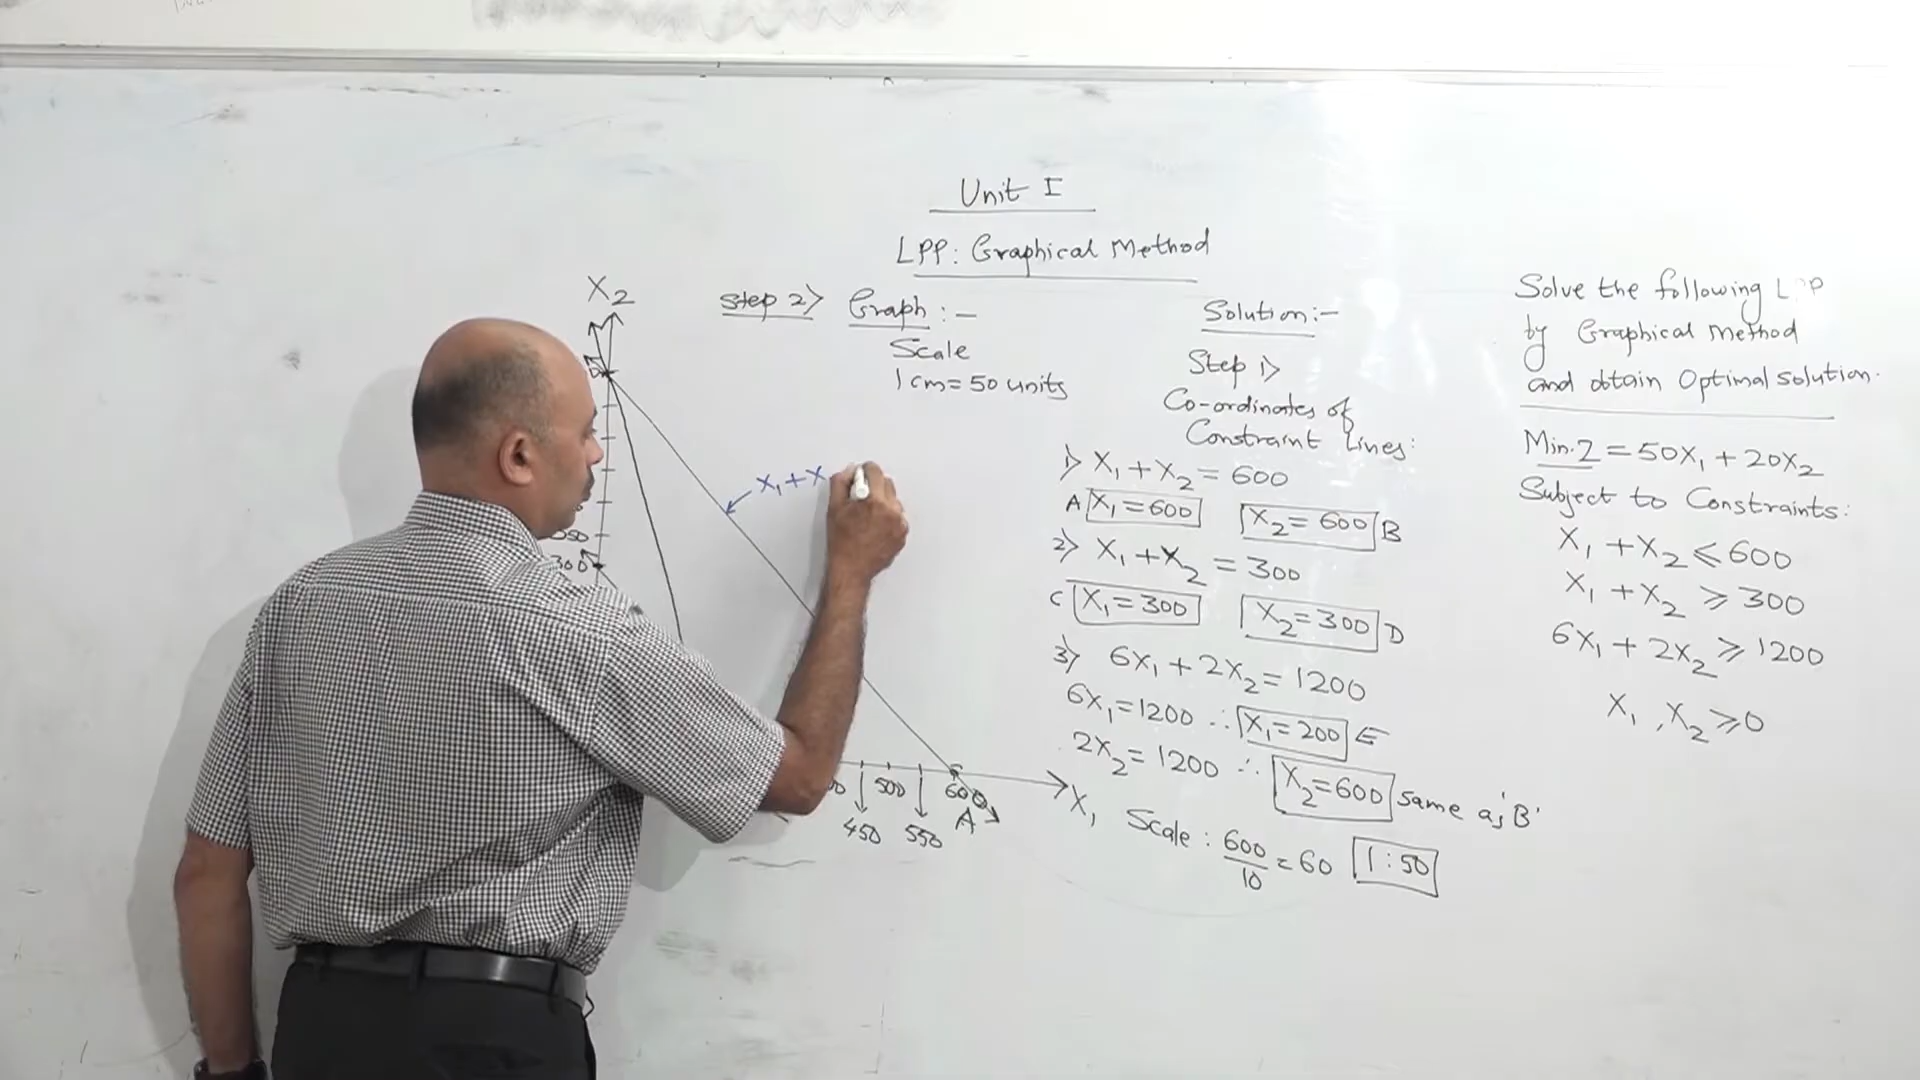 Unit I
LPP: Graphical Method
X2
Step 2> Graph :-
Scale
1 cm = 50 units
X1 + X
300
500
600
450
550
A
X1
Solution:-
Step 1>
Co-ordinates of
Constraint Lines:
1> X1 + X2 = 600
A X1 = 600 X2 = 600 B
2> X1 + X2 = 300
C X1 = 300 X2 = 300 D
3> 6X1 + 2X2 = 1200
6X1 = 1200 ∴ X1 = 200 E
2X2 = 1200 ∴ X2 = 600 Same as 'B'
Scale : 600/10 = 60 1 : 50
Solve the following LPP
by Graphical Method
and obtain Optimal solution.
Min. Z = 50X1 + 20X2
Subject to Constraints:
X1 + X2 ≤ 600
X1 + X2 ≥ 300
6X1 + 2X2 ≥ 1200
X1, X2 ≥ 0